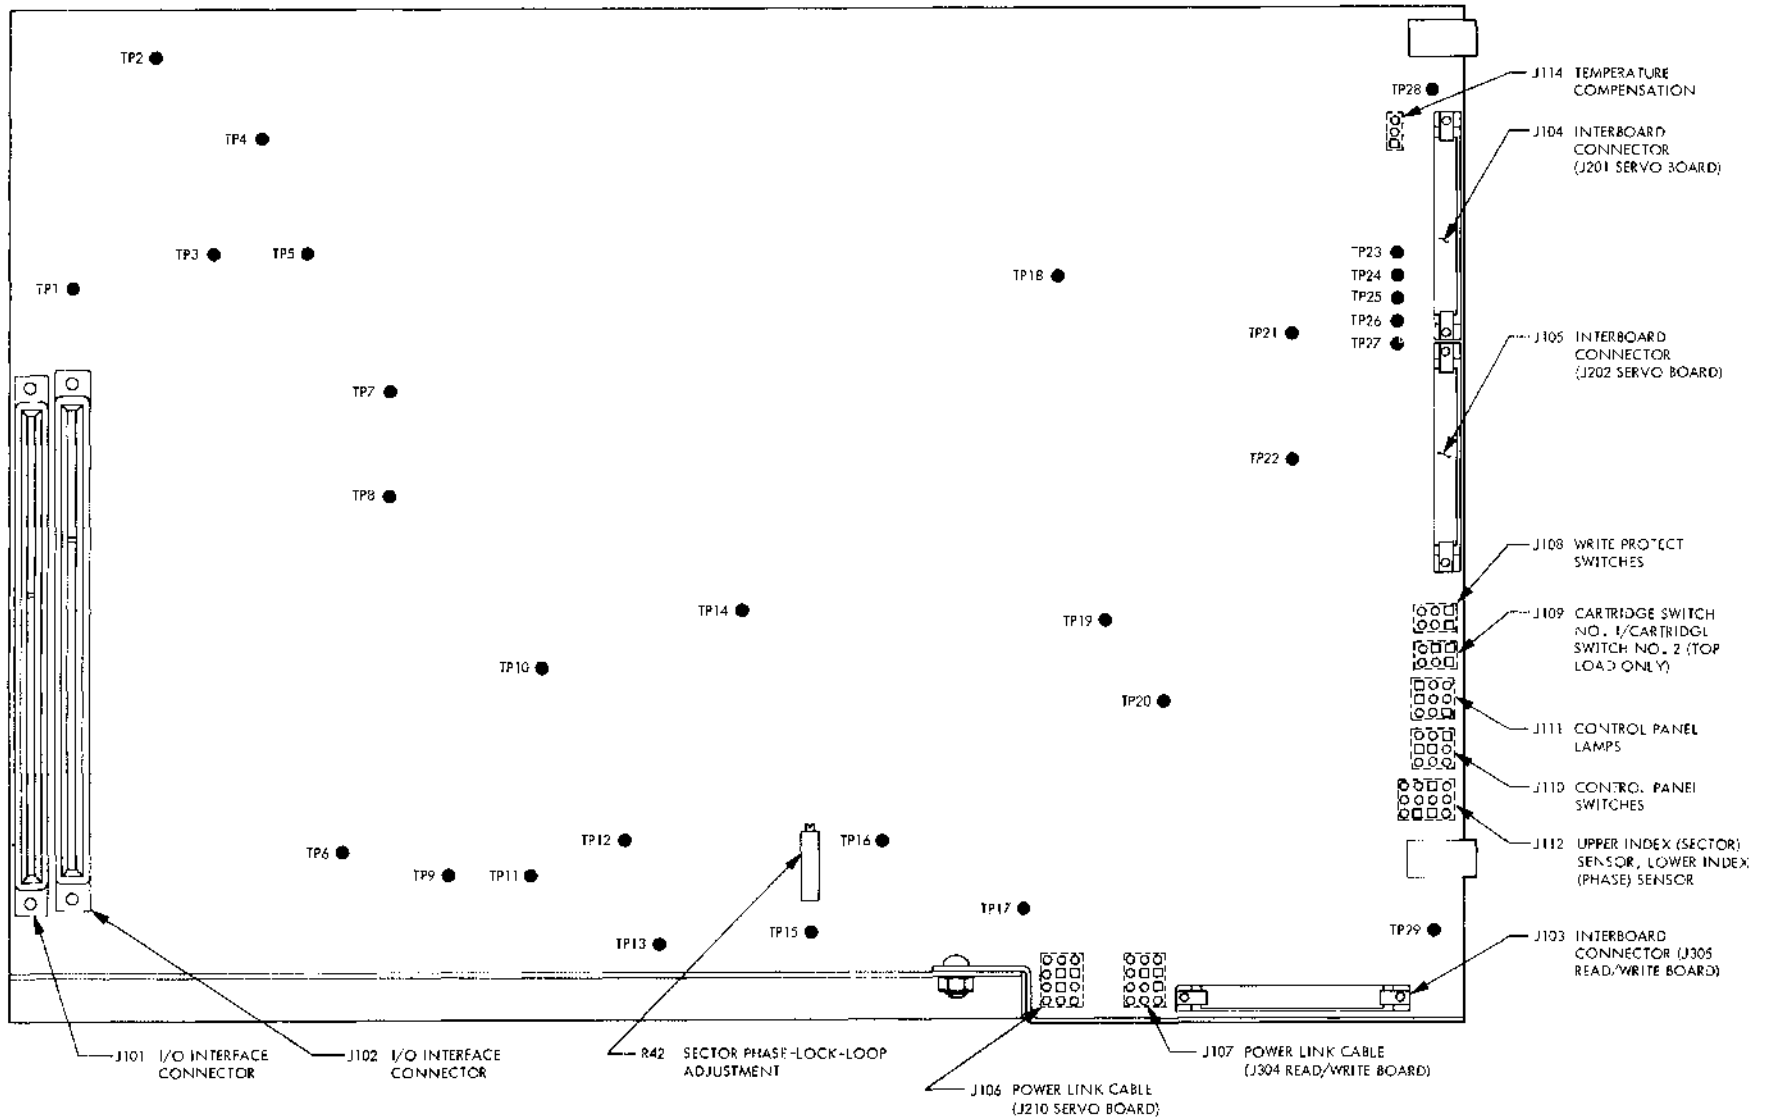 TP2
TP28
J114 TEMPERATURE
COMPENSATION
TP4
J104 INTERBOARD
CONNECTOR
(J201 SERVO BOARD)
TP3
TP5
TP23
TP1
TP18
TP24
TP25
TP26
TP21
TP27
J105 INTERBOARD
CONNECTOR
(J202 SERVO BOARD)
TP7
TP22
TP8
J108 WRITE PROTECT
SWITCHES
TP14
TP19
J109 CARTRIDGE SWITCH
NO. 1/CARTRIDGE
SWITCH NO. 2 (TOP
LOAD ONLY)
TP10
TP20
J111 CONTROL PANEL
LAMPS
J110 CONTROL PANEL
SWITCHES
TP6
TP12
TP16
J112 UPPER INDEX (SECTOR)
SENSOR, LOWER INDEX
(PHASE) SENSOR
TP9
TP11
TP17
TP13
TP15
TP29
J103 INTERBOARD
CONNECTOR (J305
READ/WRITE BOARD)
J101 I/O INTERFACE
CONNECTOR
J102 I/O INTERFACE
CONNECTOR
R42 SECTOR PHASE-LOCK-LOOP
ADJUSTMENT
J107 POWER LINK CABLE
(J304 READ/WRITE BOARD)
J106 POWER LINK CABLE
(J210 SERVO BOARD)